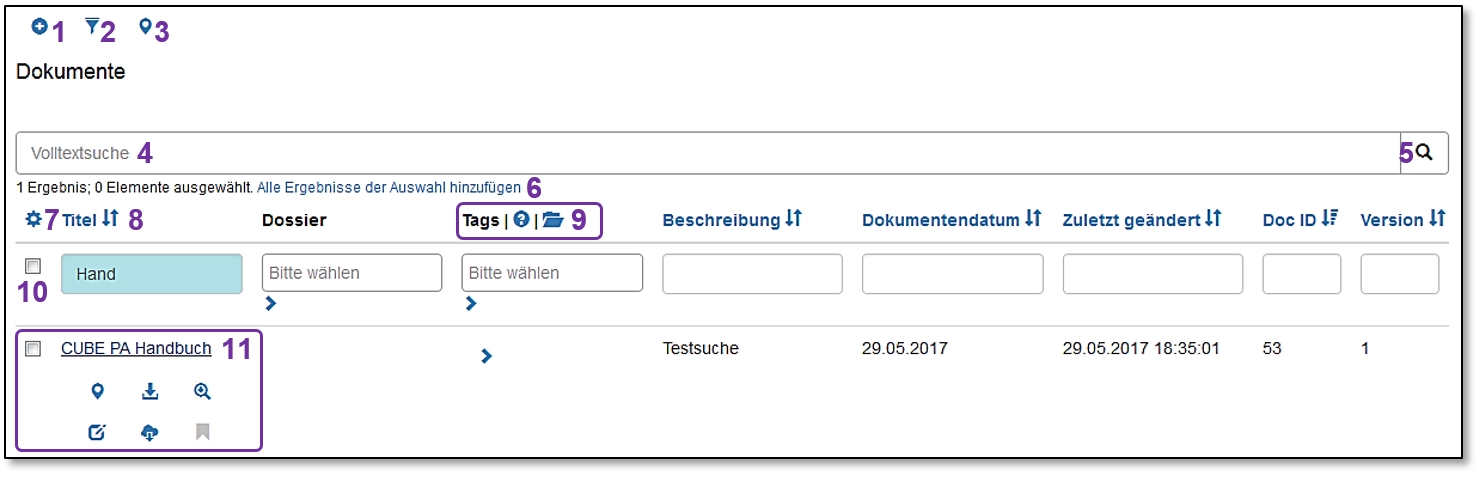 1 2 3
Dokumente
Volltextsuche 4 5
1 Ergebnis; 0 Elemente ausgewählt. Alle Ergebnisse der Auswahl hinzufügen 6
7 Titel 8 Dossier Tags | ? | 9 Beschreibung Dokumentendatum Zuletzt geändert Doc ID Version
Hand Bitte wählen Bitte wählen
10
CUBE PA Handbuch 11 Testsuche 29.05.2017 29.05.2017 18:35:01 53 1